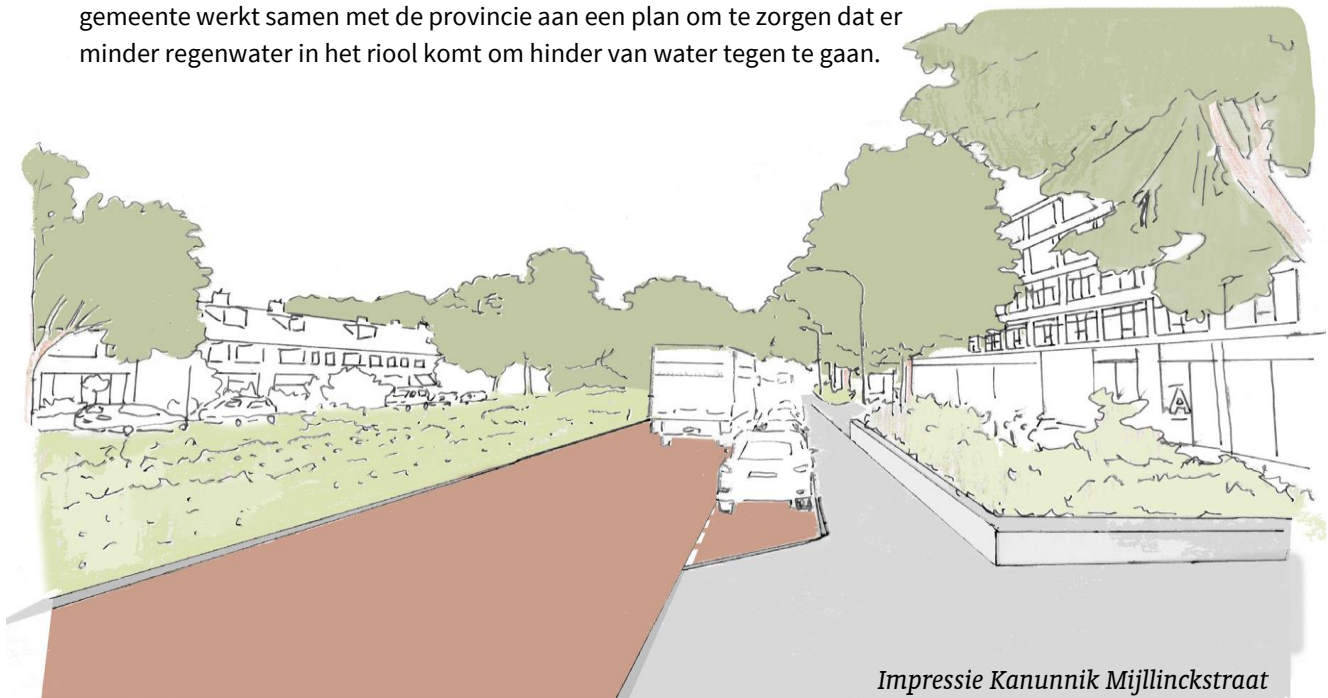 gemeente werkt samen met de provincie aan een plan om te zorgen dat er
minder regenwater in het riool komt om hinder van water tegen te gaan.
A
Impressie Kanunnik Mijllinckstraat